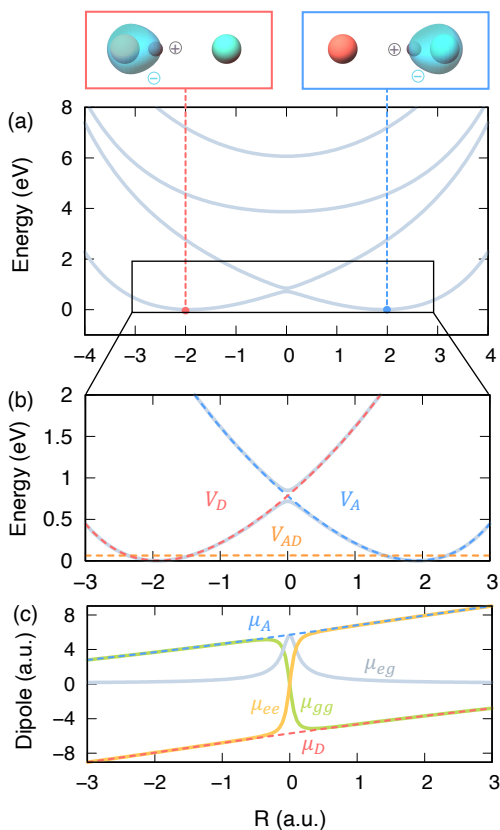 ⊕
⊖
⊕
⊖
(a)
8
6
4
2
0
Energy (eV)
−4 −3 −2 −1 0 1 2 3 4
(b)
2
1.5
1
0.5
0
Energy (eV)
V_D
V_A
V_AD
−3 −2 −1 0 1 2 3
(c)
8
4
0
−4
−8
Dipole (a.u.)
μ_A
μ_eg
μ_ee
μ_gg
μ_D
−3 −2 −1 0 1 2 3
R (a.u.)